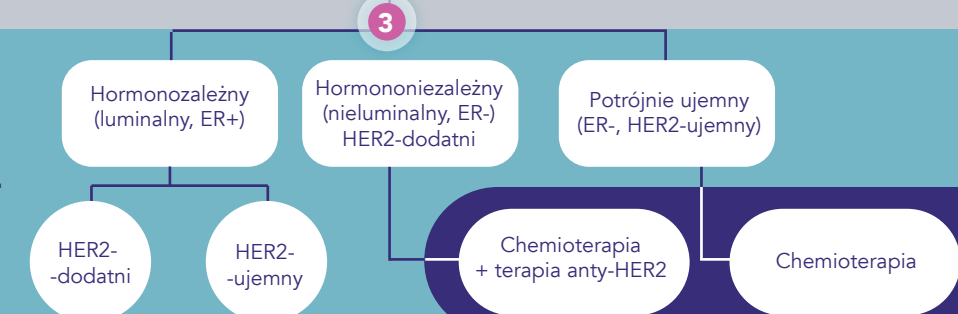 3
Hormonozależny
(luminalny, ER+)
Hormononiezależny
(nieluminalny, ER-)
HER2-dodatni
Potrójnie ujemny
(ER-, HER2-ujemny)
HER2-
-dodatni
HER2-
-ujemny
Chemioterapia
+ terapia anty-HER2
Chemioterapia